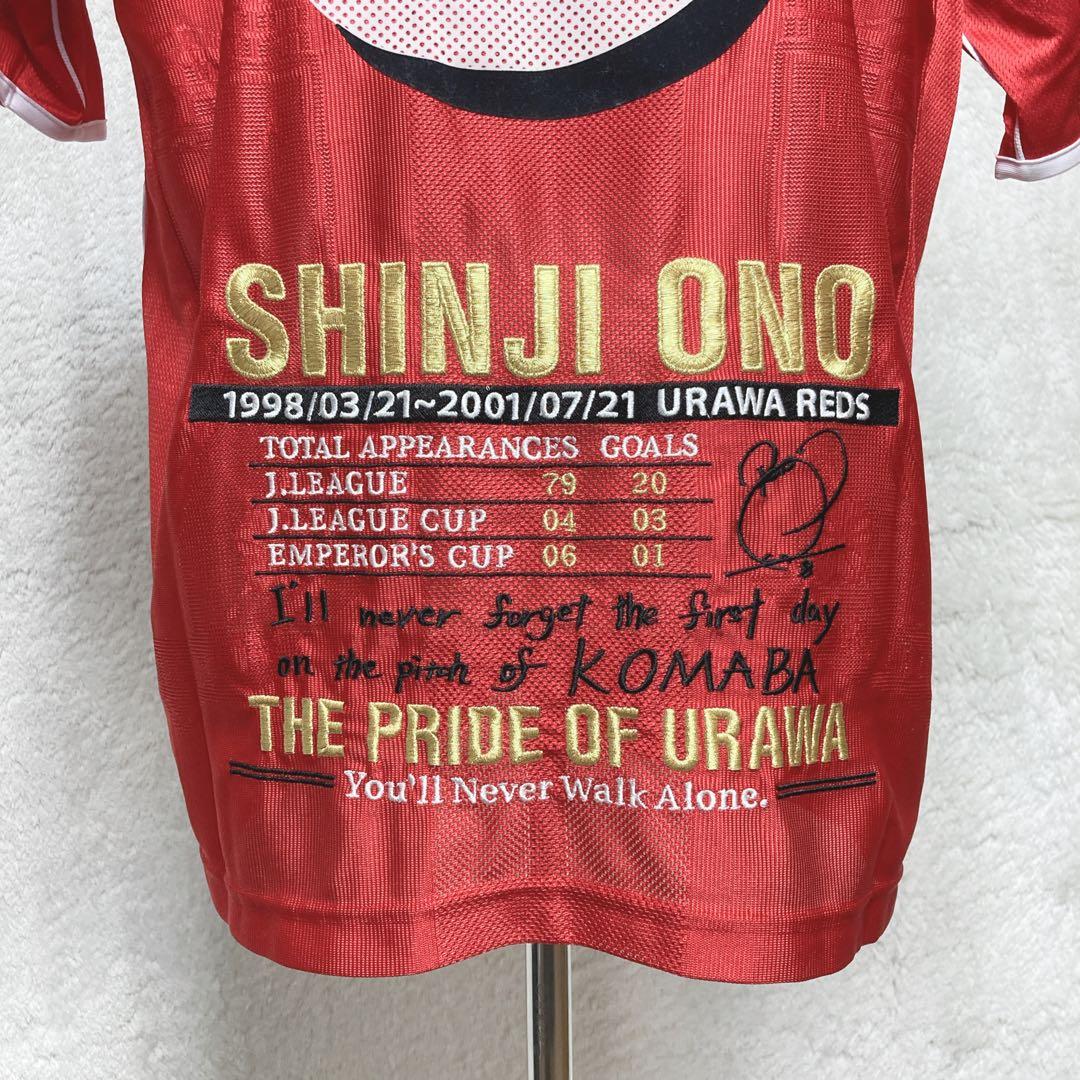 SHINJI ONO
1998/03/21~2001/07/21 URAWA REDS
TOTAL APPEARANCES GOALS
J.LEAGUE 79 20
J.LEAGUE CUP 04 03
EMPEROR'S CUP 06 01
I'll never forget the first day
on the pitch of KOMABA
THE PRIDE OF URAWA
You'll Never Walk Alone.